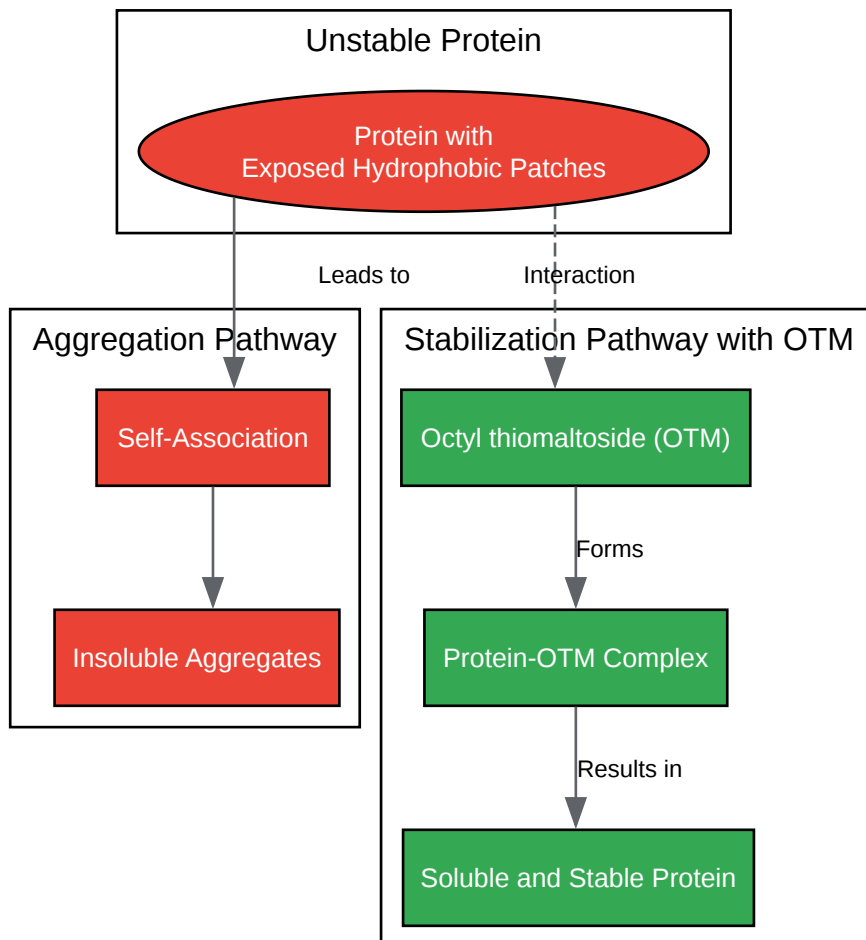 Unstable Protein
Protein with
Exposed Hydrophobic Patches
Leads to
Interaction
Aggregation Pathway
Self-Association
Insoluble Aggregates
Stabilization Pathway with OTM
Octyl thiomaltoside (OTM)
Forms
Protein-OTM Complex
Results in
Soluble and Stable Protein